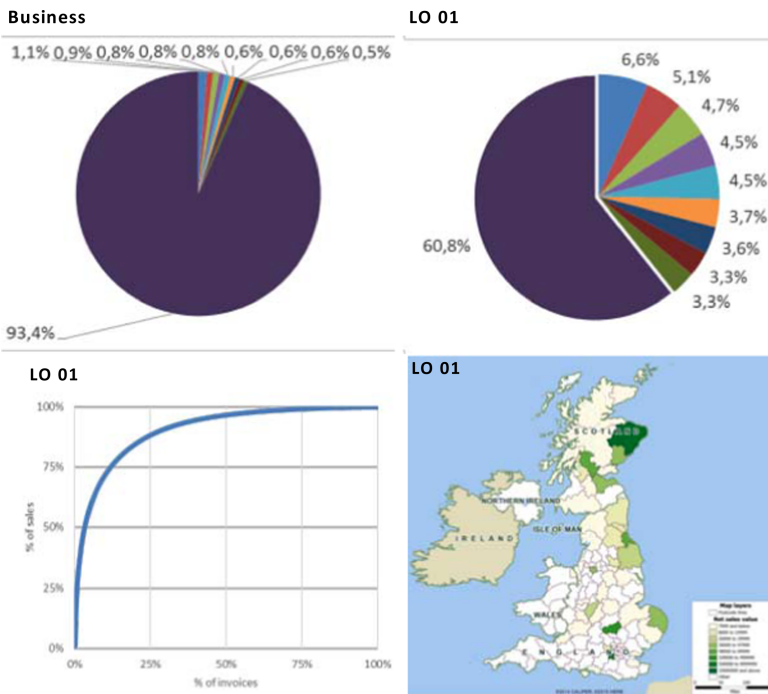 Business
1,1% 0,9% 0,8% 0,8% 0,8% 0,6% 0,6% 0,6% 0,5%
93,4%
LO 01
6,6%
5,1%
4,7%
4,5%
4,5%
3,7%
3,6%
3,3%
3,3%
60,8%
LO 01
100%
75%
50%
25%
0%
% of sales
0% 25% 50% 75% 100%
% of invoices
LO 01
SCOTLAND
NORTHERN IRELAND
ISLE OF MAN
IRELAND
WALES
ENGLAND
Map layers
Net sales value